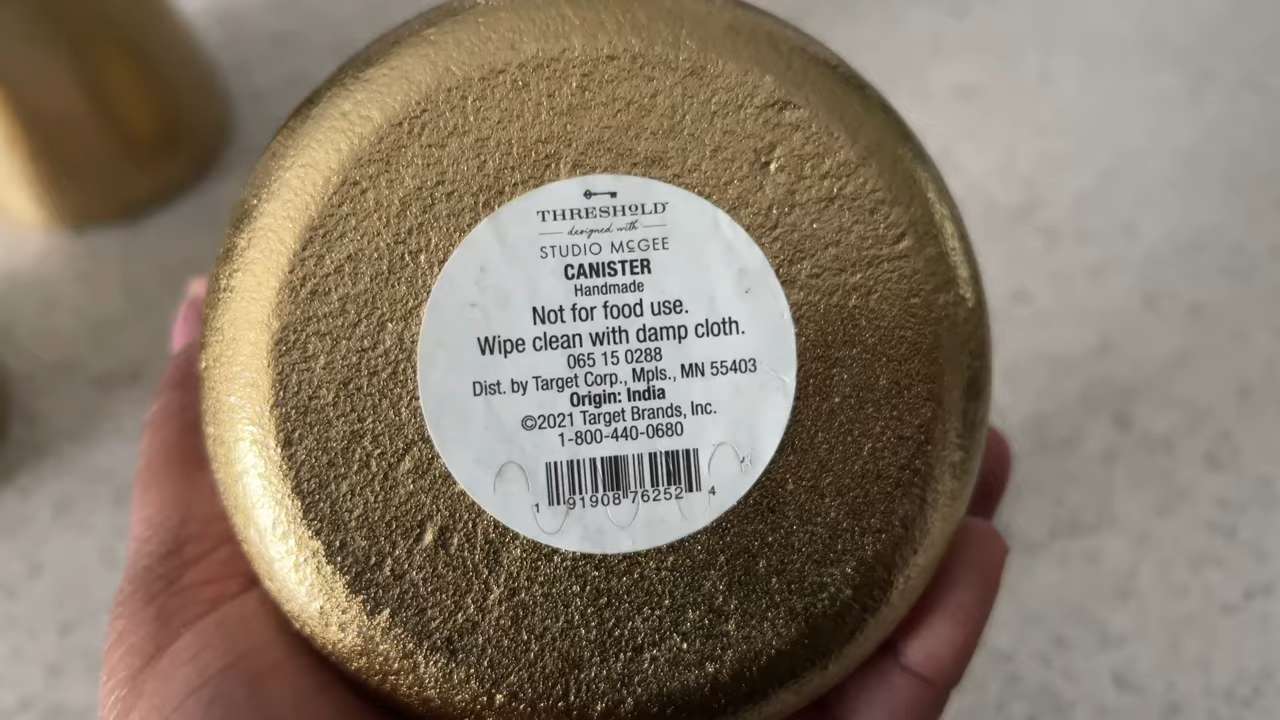 THRESHOLD™
designed with
STUDIO McGEE
CANISTER
Handmade
Not for food use.
Wipe clean with damp cloth.
065 15 0288
Dist. by Target Corp., Mpls., MN 55403
Origin: India
©2021 Target Brands, Inc.
1-800-440-0680
1 91908 76252 4